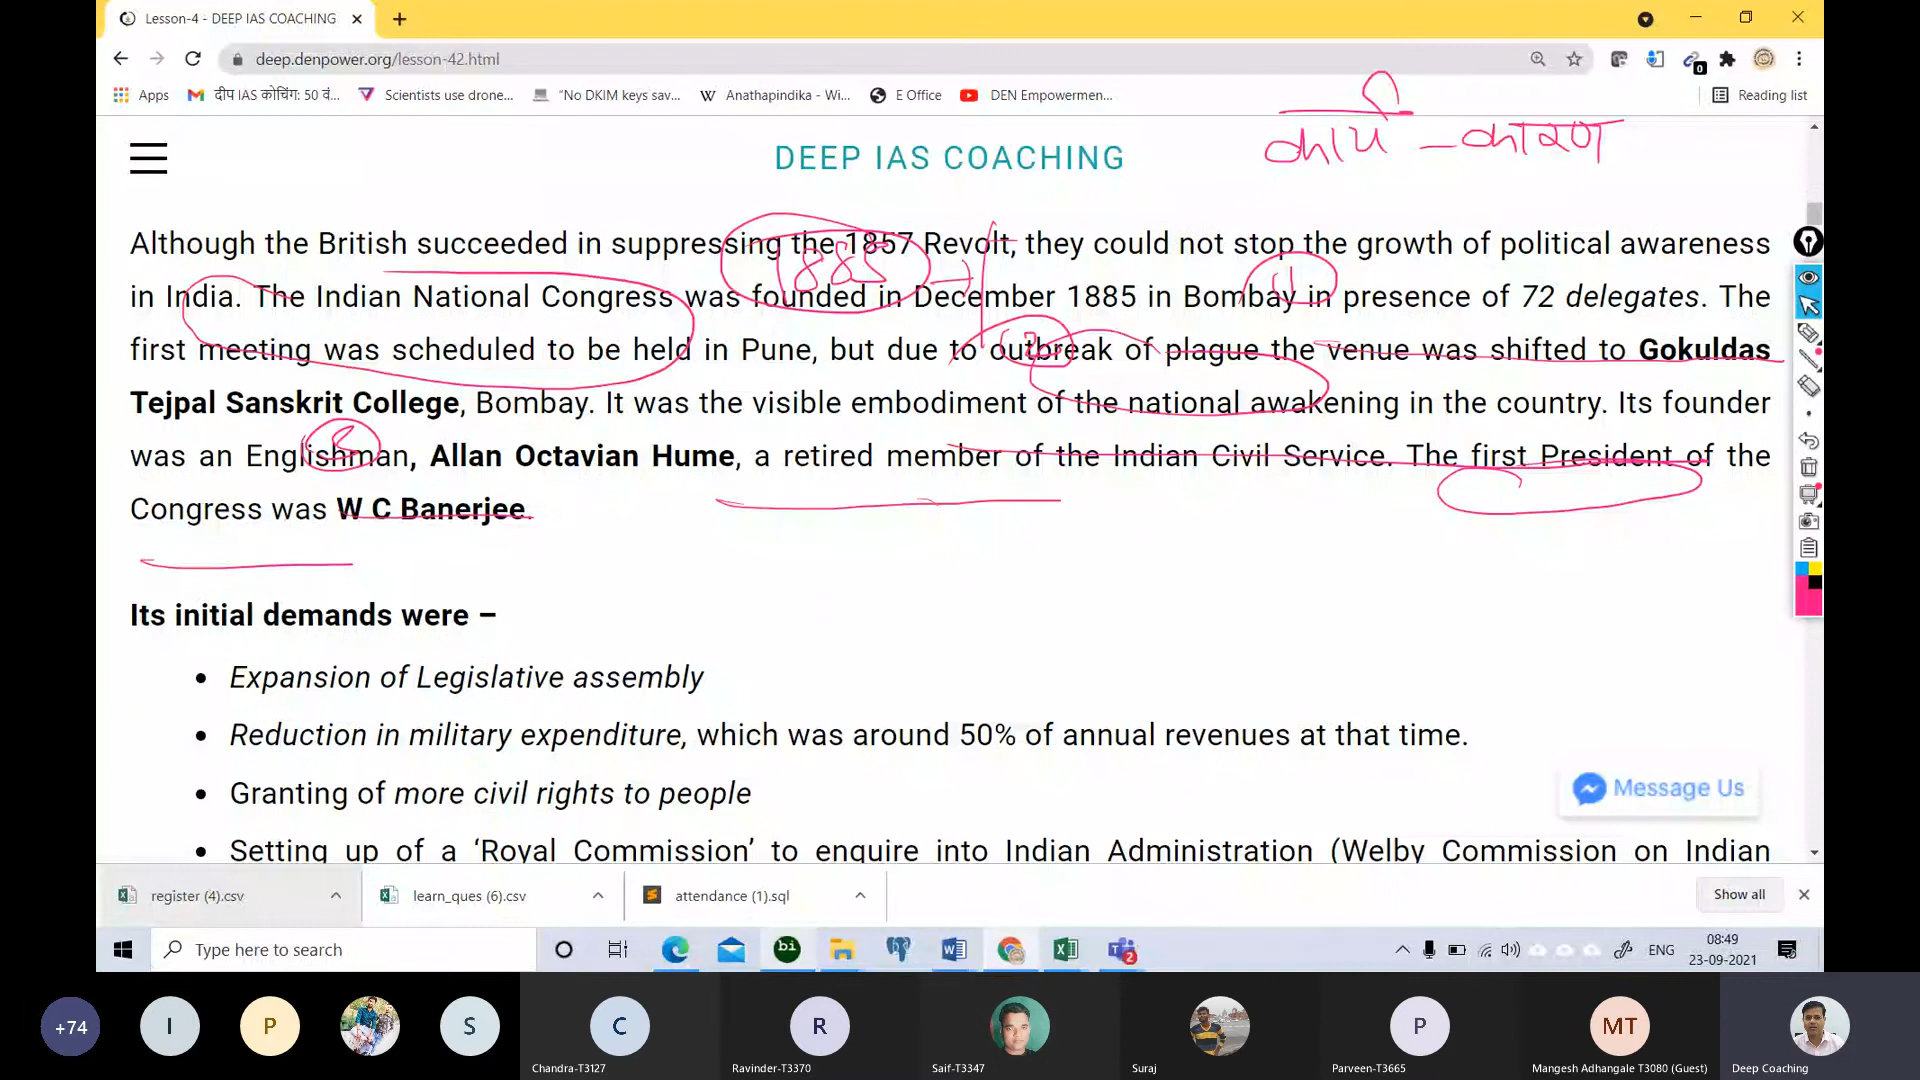 Lesson-4 - DEEP IAS COACHING
deep.denpower.org/lesson-42.html
0
Apps
दीप IAS कोचिंग: 50 वं...
Scientists use drone...
"No DKIM keys sav...
W Anathapindika - Wi...
E Office
DEN Empowermen...
Reading list
कार्य - कारण
DEEP IAS COACHING
Although the British succeeded in suppressing the 1857 Revolt, they could not stop the growth of political awareness
1885
1
in India. The Indian National Congress was founded in December 1885 in Bombay in presence of 72 delegates. The
2
first meeting was scheduled to be held in Pune, but due to outbreak of plague the venue was shifted to Gokuldas
Tejpal Sanskrit College, Bombay. It was the visible embodiment of the national awakening in the country. Its founder
3
was an Englishman, Allan Octavian Hume, a retired member of the Indian Civil Service. The first President of the
Congress was W C Banerjee.
Its initial demands were –
• Expansion of Legislative assembly
• Reduction in military expenditure, which was around 50% of annual revenues at that time.
• Granting of more civil rights to people
• Setting up of a ‘Royal Commission’ to enquire into Indian Administration (Welby Commission on Indian
Message Us
register (4).csv
learn_ques (6).csv
attendance (1).sql
Show all
Type here to search
bi
2
ENG
08:49
23-09-2021
+74
I
P
S
C
R
P
MT
Chandra-T3127
Ravinder-T3370
Saif-T3347
Suraj
Parveen-T3665
Mangesh Adhangale T3080 (Guest)
Deep Coaching